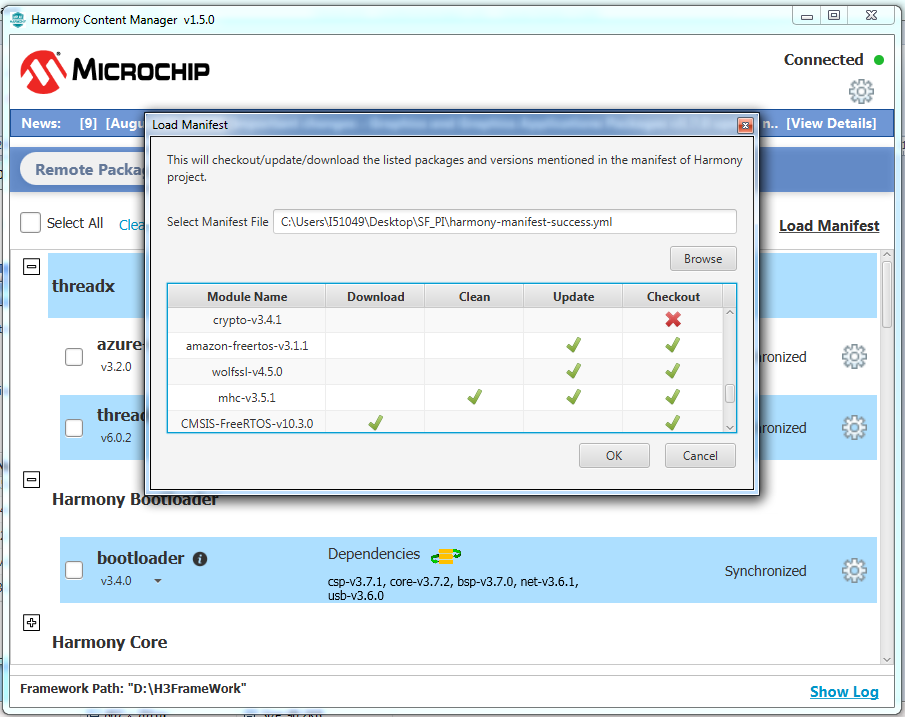 Harmony Content Manager v1.5.0
MICROCHIP
Connected
News: [9] [Augu
n.. [View Details]
Load Manifest
This will checkout/update/download the listed packages and versions mentioned in the manifest of Harmony
project.
Select Manifest File C:\Users\I51049\Desktop\SF_PI\harmony-manifest-success.yml
Browse
Module Name Download Clean Update Checkout
crypto-v3.4.1
amazon-freertos-v3.1.1
wolfssl-v4.5.0
mhc-v3.5.1
CMSIS-FreeRTOS-v10.3.0
OK Cancel
Remote Packa
Select All Clea
Load Manifest
threadx
azure-
v3.2.0
hronized
threa
v6.0.2
hronized
Harmony Bootloader
bootloader
v3.4.0
Dependencies
csp-v3.7.1, core-v3.7.2, bsp-v3.7.0, net-v3.6.1,
usb-v3.6.0
Synchronized
Harmony Core
Framework Path: "D:\H3FrameWork"
Show Log